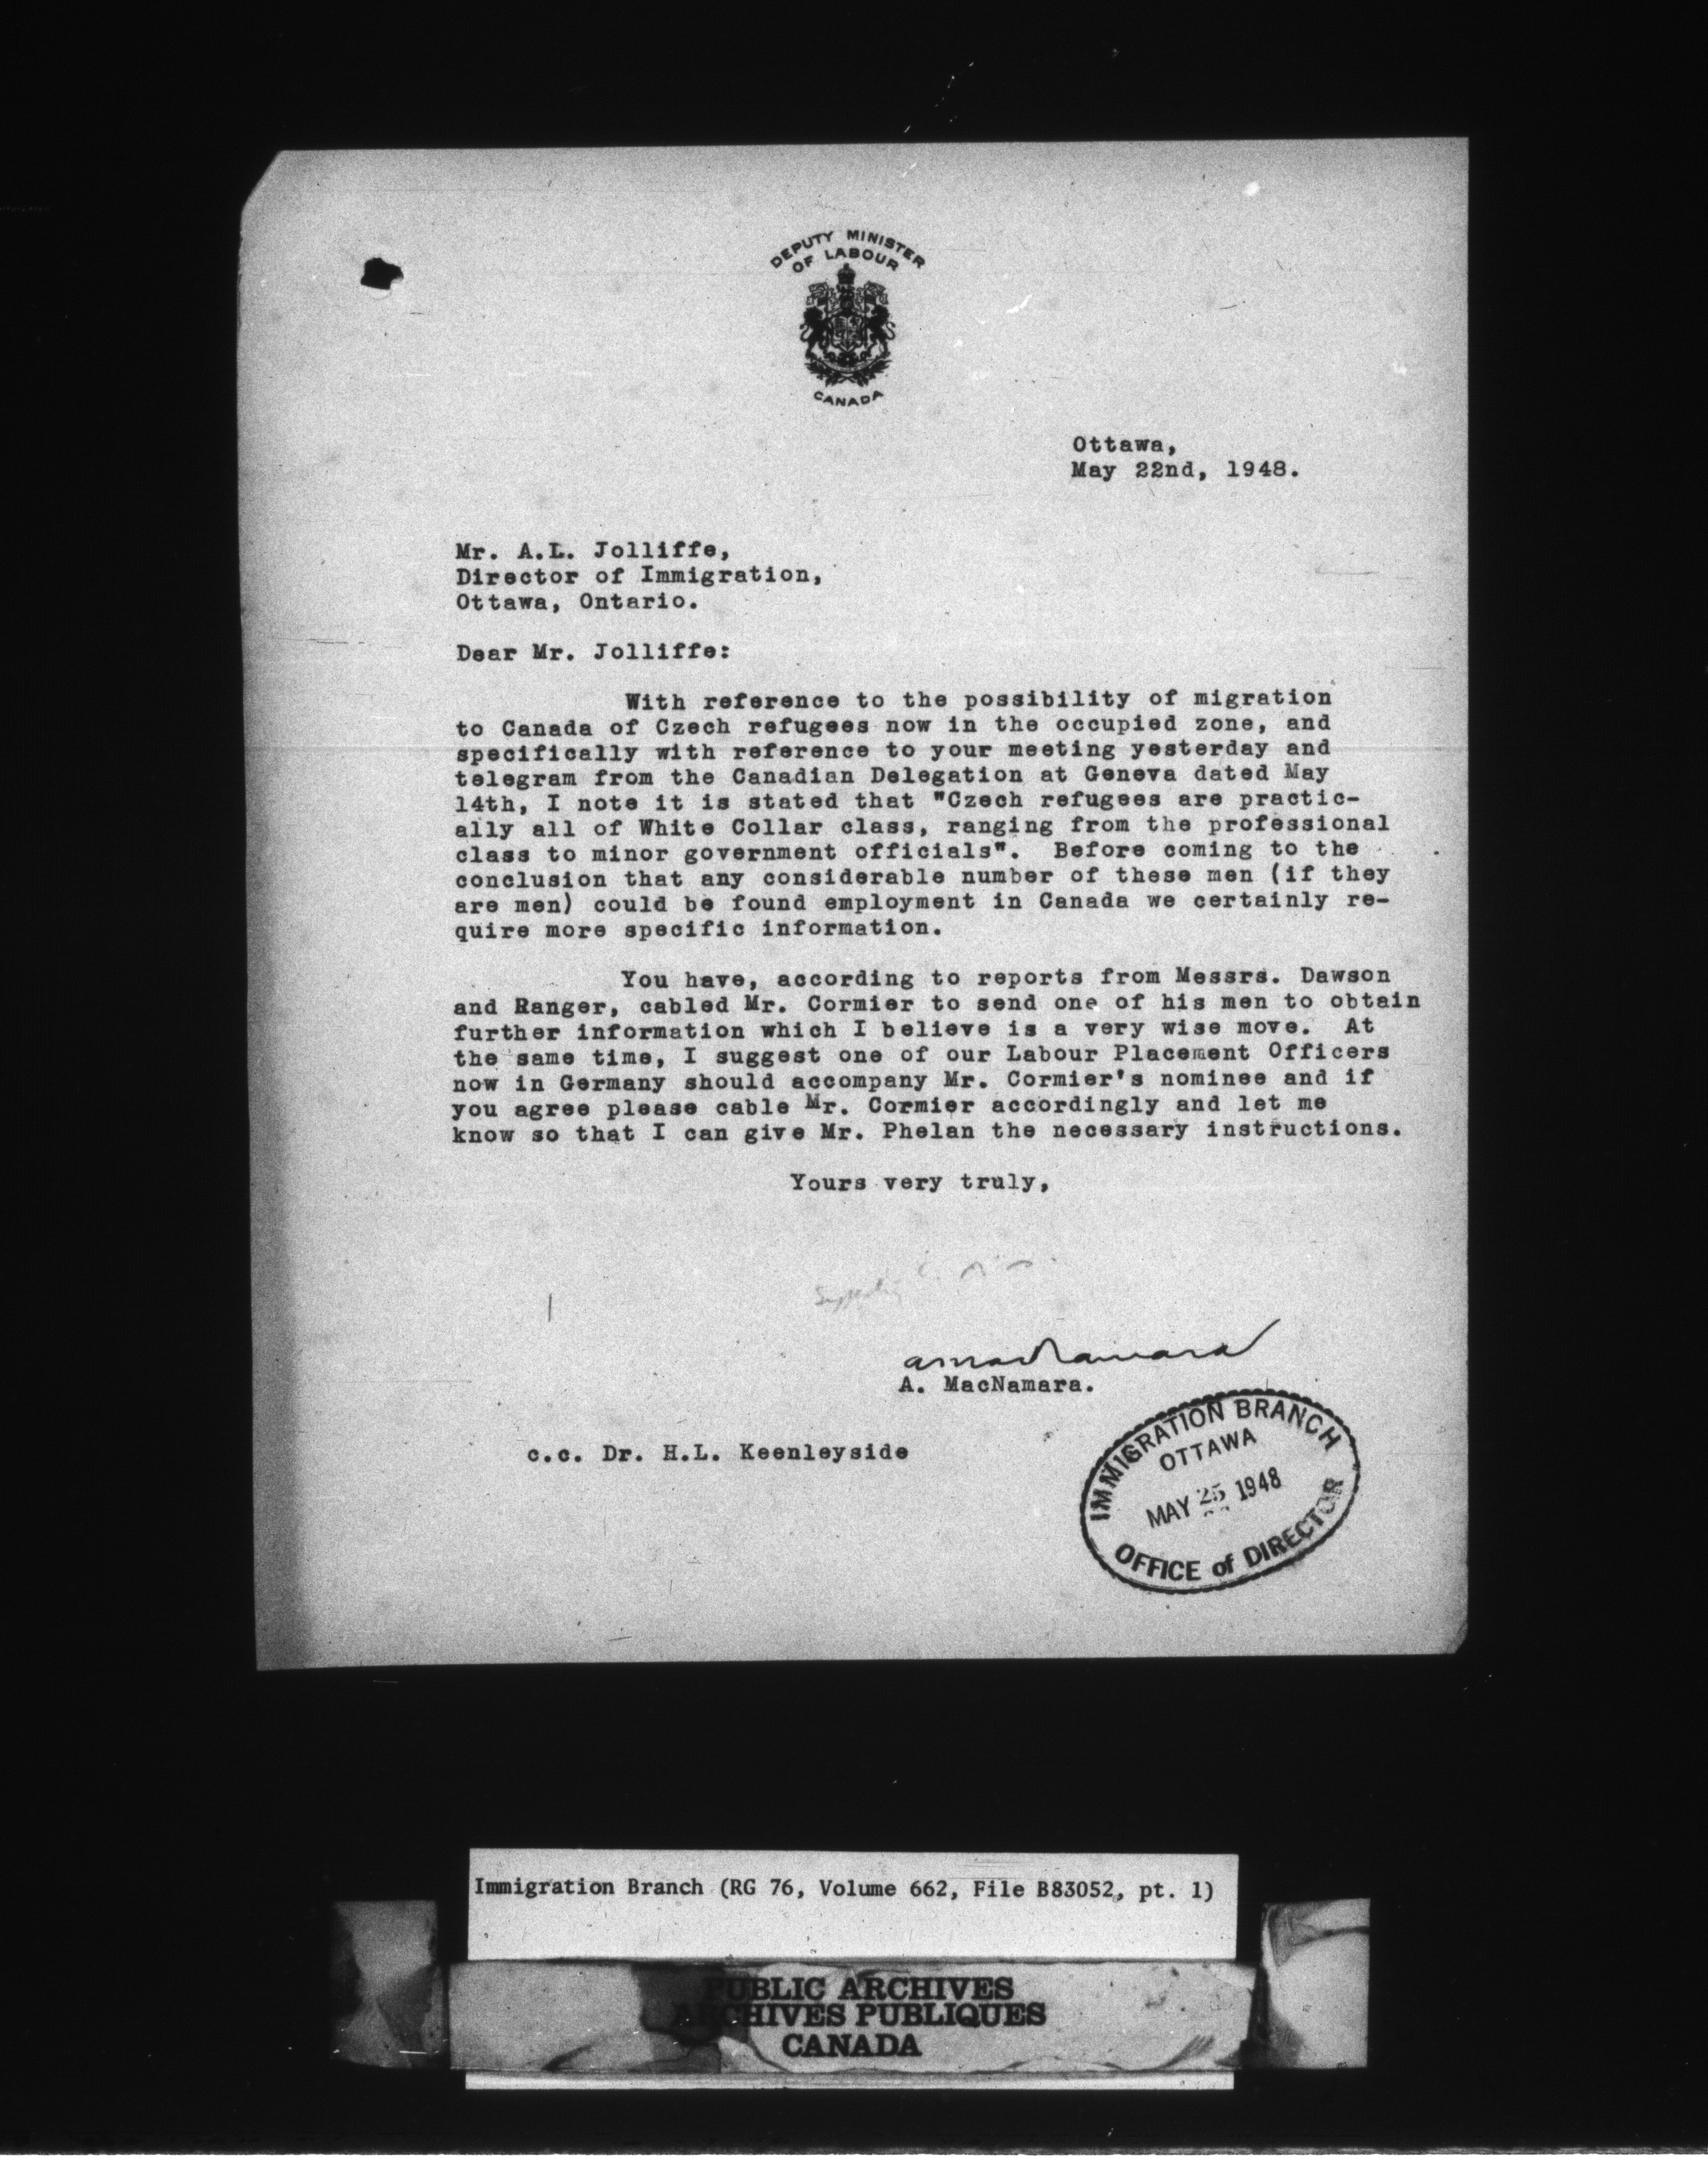 DEPUTY MINISTER
OF LABOUR
CANADA
Ottawa,
May 22nd, 1948.
Mr. A.L. Jolliffe,
Director of Immigration,
Ottawa, Ontario.
Dear Mr. Jolliffe:
With reference to the possibility of migration
to Canada of Czech refugees now in the occupied zone, and
specifically with reference to your meeting yesterday and
telegram from the Canadian Delegation at Geneva dated May
14th, I note it is stated that "Czech refugees are practic-
ally all of White Collar class, ranging from the professional
class to minor government officials". Before coming to the
conclusion that any considerable number of these men (if they
are men) could be found employment in Canada we certainly re-
quire more specific information.
You have, according to reports from Messrs. Dawson
and Ranger, cabled Mr. Cormier to send one of his men to obtain
further information which I believe is a very wise move. At
the same time, I suggest one of our Labour Placement Officers
now in Germany should accompany Mr. Cormier's nominee and if
you agree please cable Mr. Cormier accordingly and let me
know so that I can give Mr. Phelan the necessary instructions.
Yours very truly,
A MacNamara
A. MacNamara.
c.c. Dr. H.L. Keenleyside
IMMIGRATION BRANCH
OTTAWA
MAY 25 1948
OFFICE of DIRECTOR
Immigration Branch (RG 76, Volume 662, File B83052, pt. 1)
PUBLIC ARCHIVES
ARCHIVES PUBLIQUES
CANADA